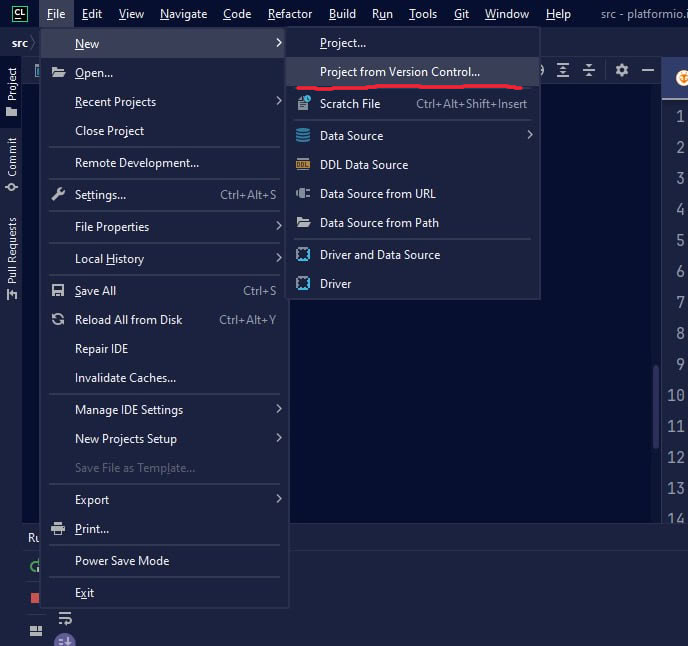 CL File Edit View Navigate Code Refactor Build Run Tools Git Window Help src - platformio.i
src
Project
Commit
Pull Requests
New
Open...
Recent Projects
Close Project
Remote Development...
Settings... Ctrl+Alt+S
File Properties
Local History
Save All Ctrl+S
Reload All from Disk Ctrl+Alt+Y
Repair IDE
Invalidate Caches...
Manage IDE Settings
New Projects Setup
Save File as Template...
Export
Print...
Power Save Mode
Exit
Project...
Project from Version Control...
Scratch File Ctrl+Alt+Shift+Insert
Data Source
DDL Data Source
Data Source from URL
Data Source from Path
Driver and Data Source
Driver
1
2
3
4
5
6
7
8
9
10
11
12
13
14
Ru